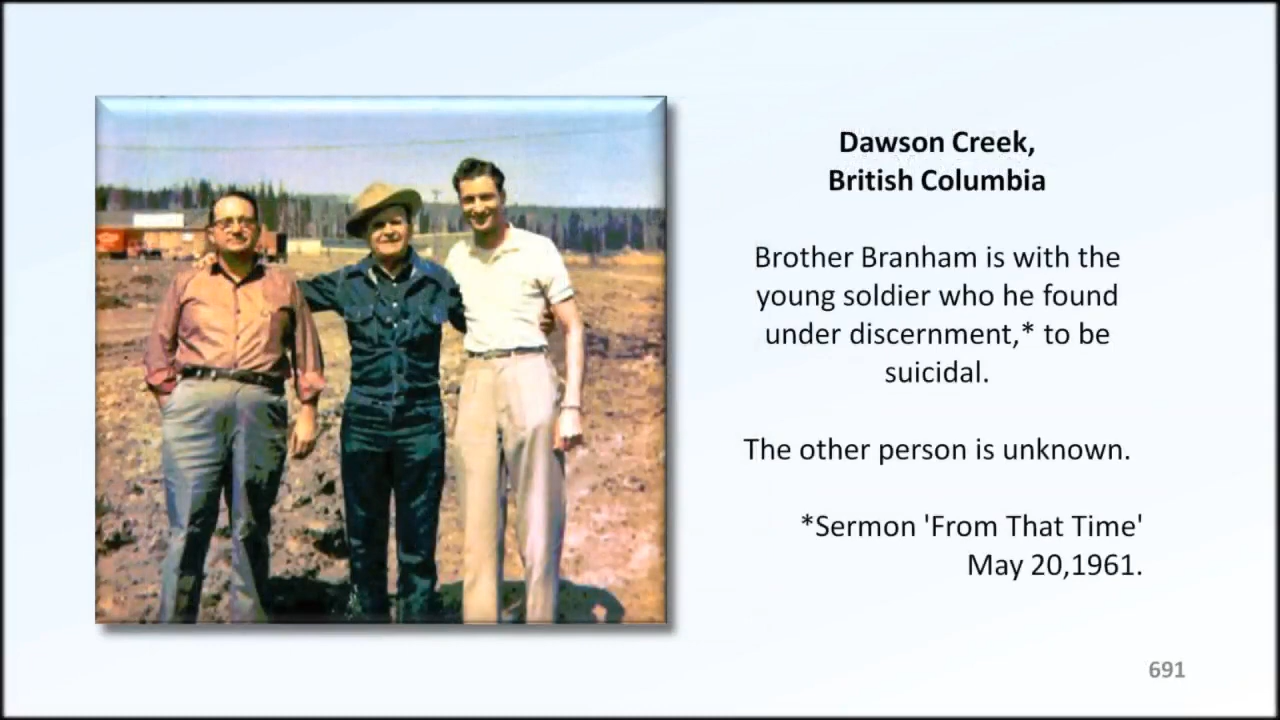 Dawson Creek,
British Columbia
Brother Branham is with the
young soldier who he found
under discernment,* to be
suicidal.
The other person is unknown.
*Sermon 'From That Time'
May 20,1961.
691